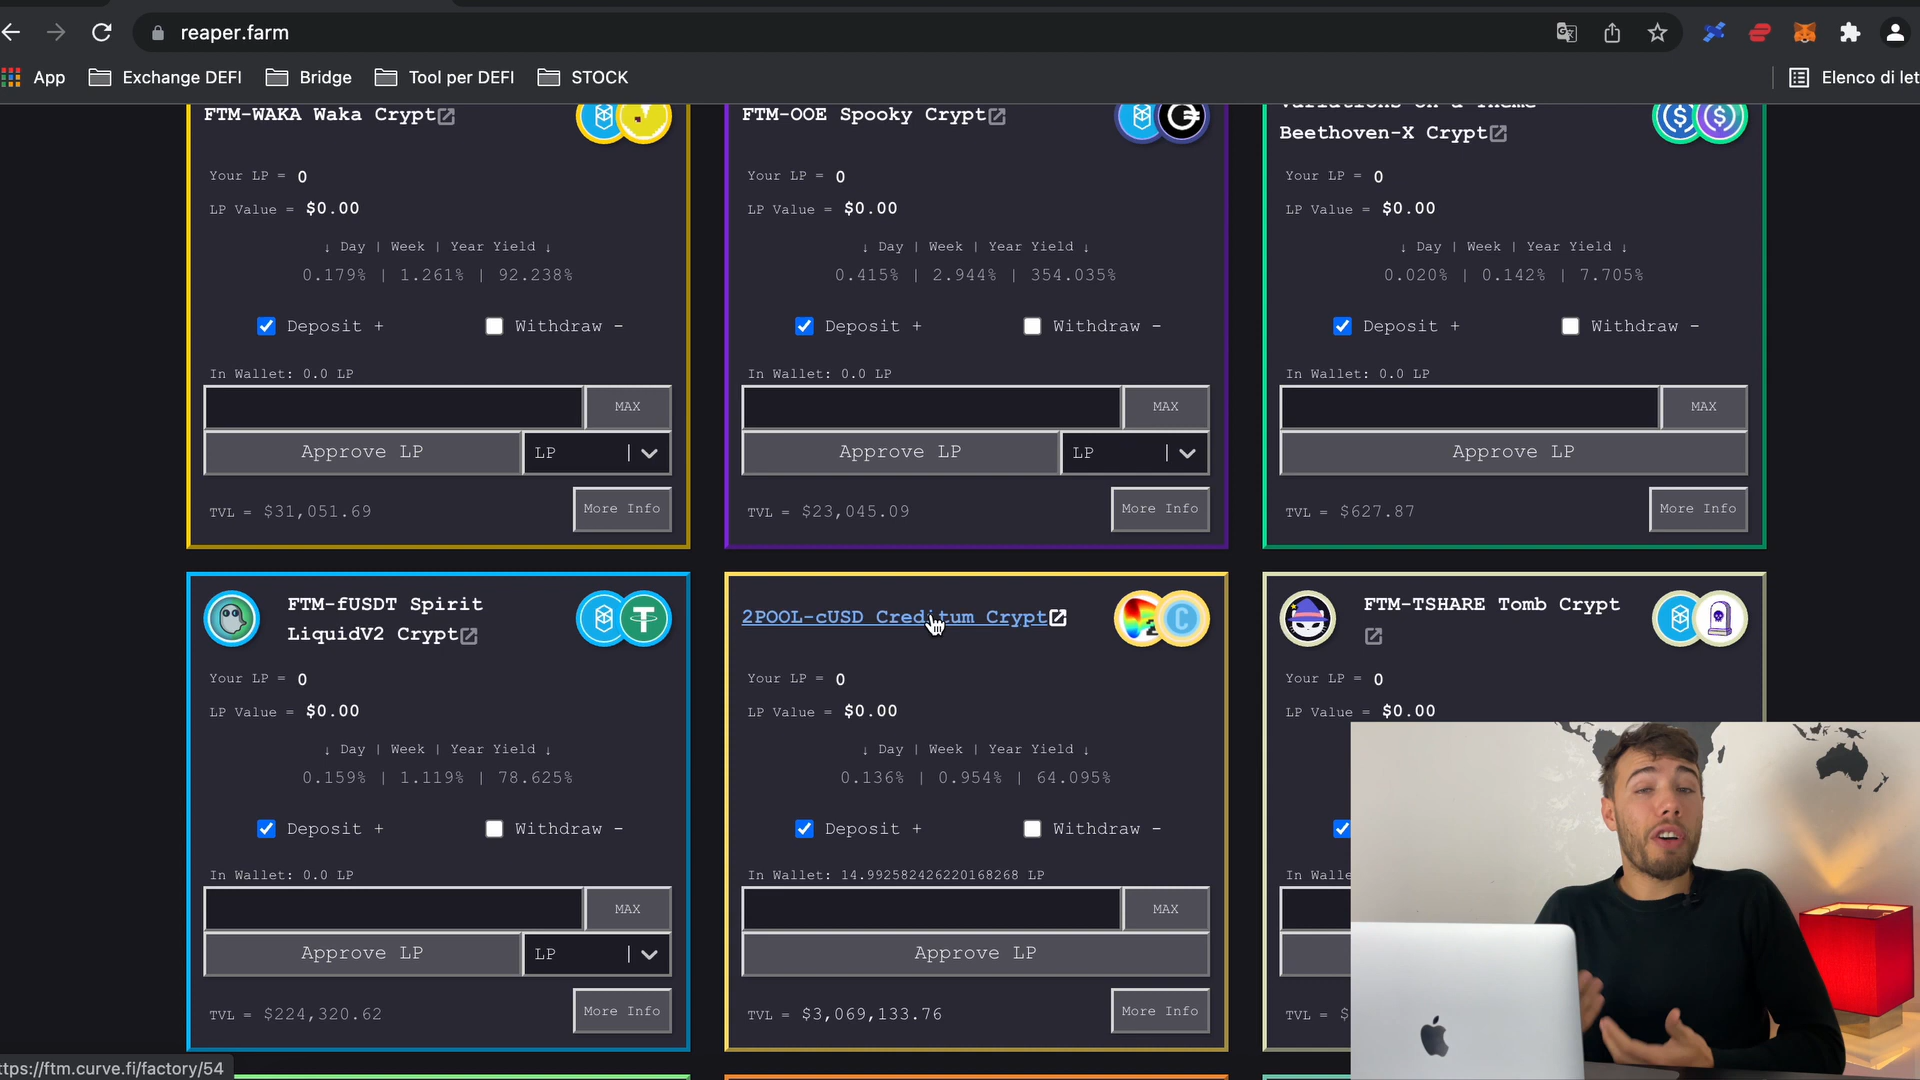 reaper.farm
App
Exchange DEFI
Bridge
Tool per DEFI
STOCK
Elenco di let
FTM-WAKA Waka Crypt
Your LP = 0
LP Value = $0.00
↓ Day | Week | Year Yield ↓
0.179% | 1.261% | 92.238%
Deposit +
Withdraw -
In Wallet: 0.0 LP
MAX
Approve LP
LP
TVL = $31,051.69
More Info
FTM-OOE Spooky Crypt
Your LP = 0
LP Value = $0.00
↓ Day | Week | Year Yield ↓
0.415% | 2.944% | 354.035%
Deposit +
Withdraw -
In Wallet: 0.0 LP
MAX
Approve LP
LP
TVL = $23,045.09
More Info
Variations on a Theme
Beethoven-X Crypt
Your LP = 0
LP Value = $0.00
↓ Day | Week | Year Yield ↓
0.020% | 0.142% | 7.705%
Deposit +
Withdraw -
In Wallet: 0.0 LP
MAX
Approve LP
TVL = $627.87
More Info
FTM-fUSDT Spirit
LiquidV2 Crypt
Your LP = 0
LP Value = $0.00
↓ Day | Week | Year Yield ↓
0.159% | 1.119% | 78.625%
Deposit +
Withdraw -
In Wallet: 0.0 LP
MAX
Approve LP
LP
TVL = $224,320.62
More Info
2POOL-cUSD Creditum Crypt
Your LP = 0
LP Value = $0.00
↓ Day | Week | Year Yield ↓
0.136% | 0.954% | 64.095%
Deposit +
Withdraw -
In Wallet: 14.992582426220168268 LP
MAX
Approve LP
TVL = $3,069,133.76
More Info
FTM-TSHARE Tomb Crypt
Your LP = 0
LP Value = $0.00
In Walle
TVL = $
ttps://ftm.curve.fi/factory/54